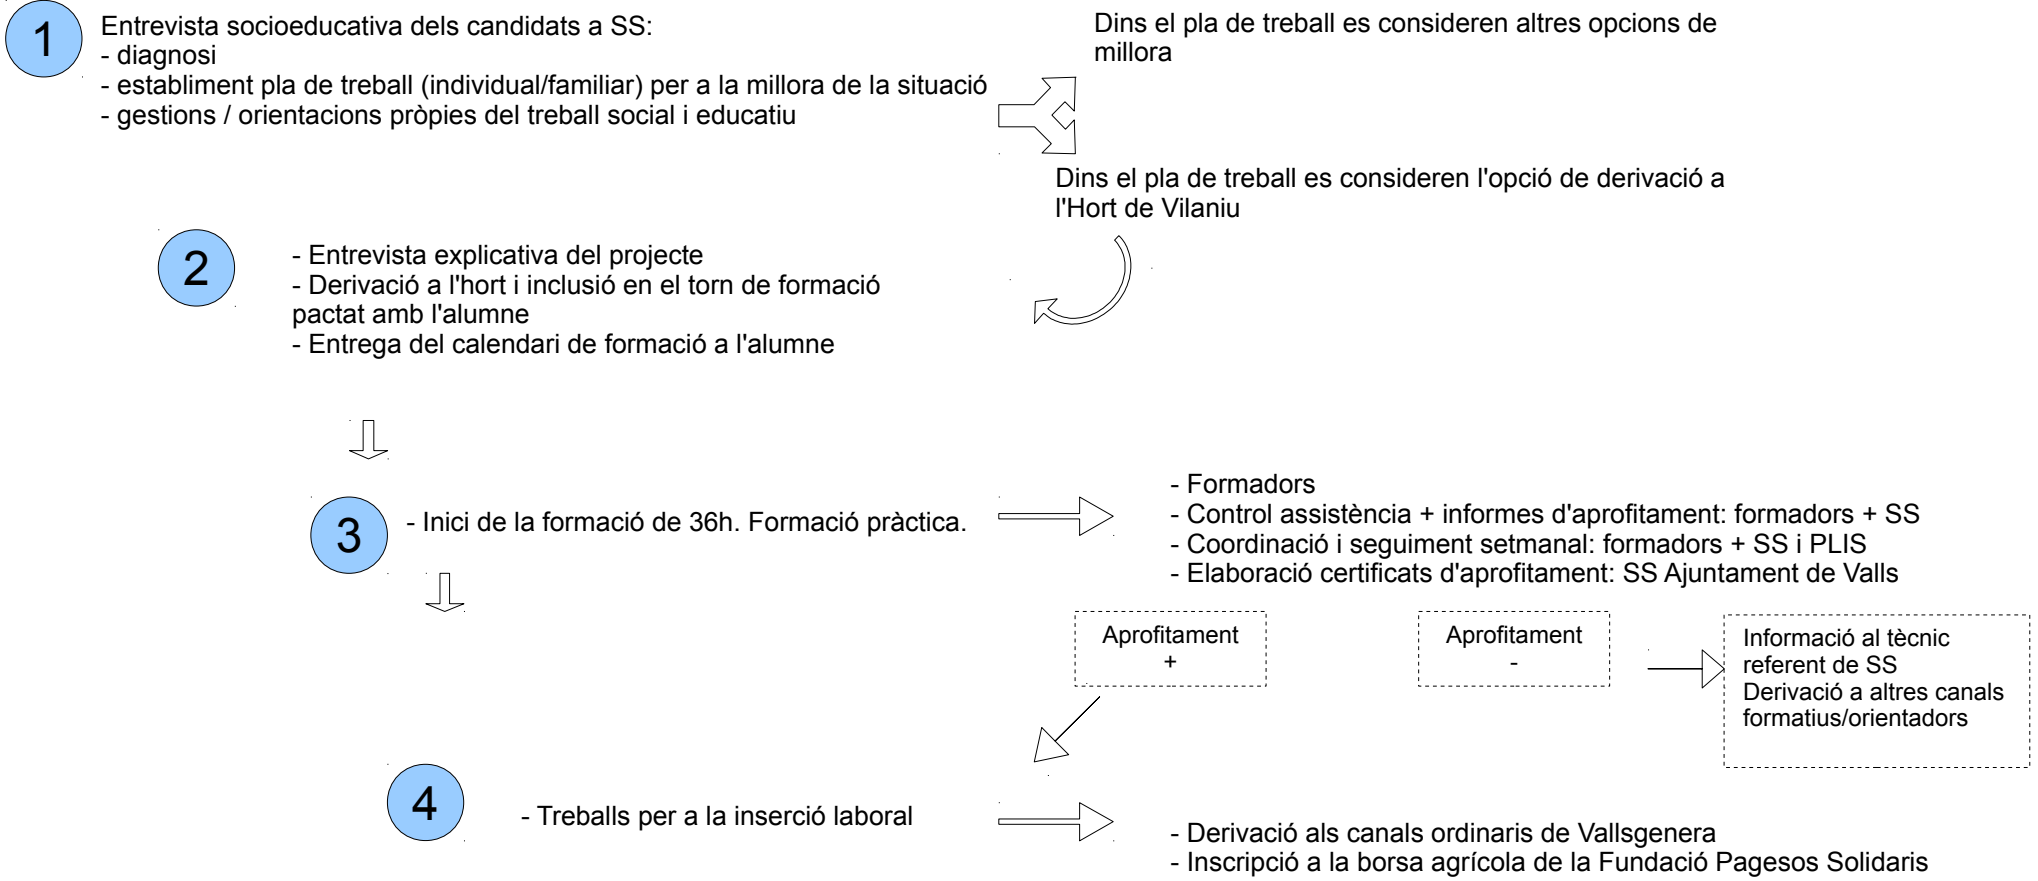 1
Entrevista socioeducativa dels candidats a SS:
- diagnosi
- establiment pla de treball (individual/familiar) per a la millora de la situació
- gestions / orientacions pròpies del treball social i educatiu
Dins el pla de treball es consideren altres opcions de
millora
Dins el pla de treball es consideren l'opció de derivació a
l'Hort de Vilaniu
2
- Entrevista explicativa del projecte
- Derivació a l'hort i inclusió en el torn de formació
pactat amb l'alumne
- Entrega del calendari de formació a l'alumne
3
- Inici de la formació de 36h. Formació pràctica.
- Formadors
- Control assistència + informes d'aprofitament: formadors + SS
- Coordinació i seguiment setmanal: formadors + SS i PLIS
- Elaboració certificats d'aprofitament: SS Ajuntament de Valls
Aprofitament
+
Aprofitament
-
Informació al tècnic
referent de SS
Derivació a altres canals
formatius/orientadors
4
- Treballs per a la inserció laboral
- Derivació als canals ordinaris de Vallsgenera
- Inscripció a la borsa agrícola de la Fundació Pagesos Solidaris